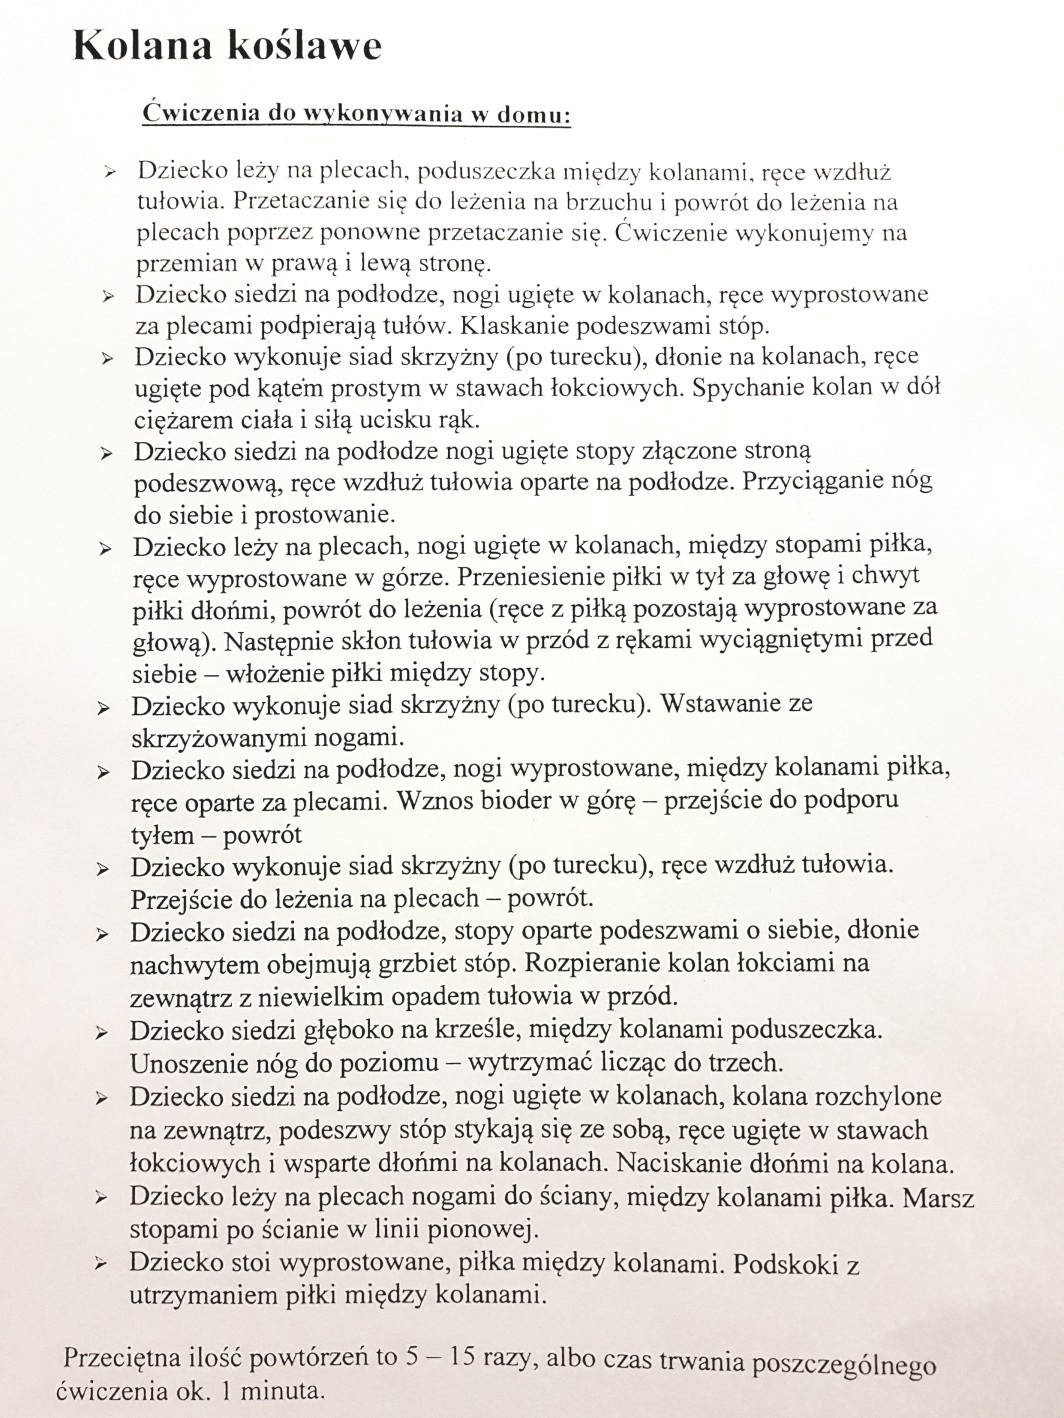 Kolana koślawe
Ćwiczenia do wykonywania w domu:
➢ Dziecko leży na plecach, poduszeczka między kolanami, ręce wzdłuż
tułowia. Przetaczanie się do leżenia na brzuchu i powrót do leżenia na
plecach poprzez ponowne przetaczanie się. Ćwiczenie wykonujemy na
przemian w prawą i lewą stronę.
➢ Dziecko siedzi na podłodze, nogi ugięte w kolanach, ręce wyprostowane
za plecami podpierają tułów. Klaskanie podeszwami stóp.
➢ Dziecko wykonuje siad skrzyżny (po turecku), dłonie na kolanach, ręce
ugięte pod kątem prostym w stawach łokciowych. Spychanie kolan w dół
ciężarem ciała i siłą ucisku rąk.
➢ Dziecko siedzi na podłodze nogi ugięte stopy złączone stroną
podeszwową, ręce wzdłuż tułowia oparte na podłodze. Przyciąganie nóg
do siebie i prostowanie.
➢ Dziecko leży na plecach, nogi ugięte w kolanach, między stopami piłka,
ręce wyprostowane w górze. Przeniesienie piłki w tył za głowę i chwyt
piłki dłońmi, powrót do leżenia (ręce z piłką pozostają wyprostowane za
głową). Następnie skłon tułowia w przód z rękami wyciągniętymi przed
siebie – włożenie piłki między stopy.
➢ Dziecko wykonuje siad skrzyżny (po turecku). Wstawanie ze
skrzyżowanymi nogami.
➢ Dziecko siedzi na podłodze, nogi wyprostowane, między kolanami piłka,
ręce oparte za plecami. Wznos bioder w górę – przejście do podporu
tyłem – powrót
➢ Dziecko wykonuje siad skrzyżny (po turecku), ręce wzdłuż tułowia.
Przejście do leżenia na plecach – powrót.
➢ Dziecko siedzi na podłodze, stopy oparte podeszwami o siebie, dłonie
nachwytem obejmują grzbiet stóp. Rozpieranie kolan łokciami na
zewnątrz z niewielkim opadem tułowia w przód.
➢ Dziecko siedzi głęboko na krześle, między kolanami poduszeczka.
Unoszenie nóg do poziomu – wytrzymać licząc do trzech.
➢ Dziecko siedzi na podłodze, nogi ugięte w kolanach, kolana rozchylone
na zewnątrz, podeszwy stóp stykają się ze sobą, ręce ugięte w stawach
łokciowych i wsparte dłońmi na kolanach. Naciskanie dłońmi na kolana.
➢ Dziecko leży na plecach nogami do ściany, między kolanami piłka. Marsz
stopami po ścianie w linii pionowej.
➢ Dziecko stoi wyprostowane, piłka między kolanami. Podskoki z
utrzymaniem piłki między kolanami.
Przeciętna ilość powtórzeń to 5 – 15 razy, albo czas trwania poszczególnego
ćwiczenia ok. 1 minuta.